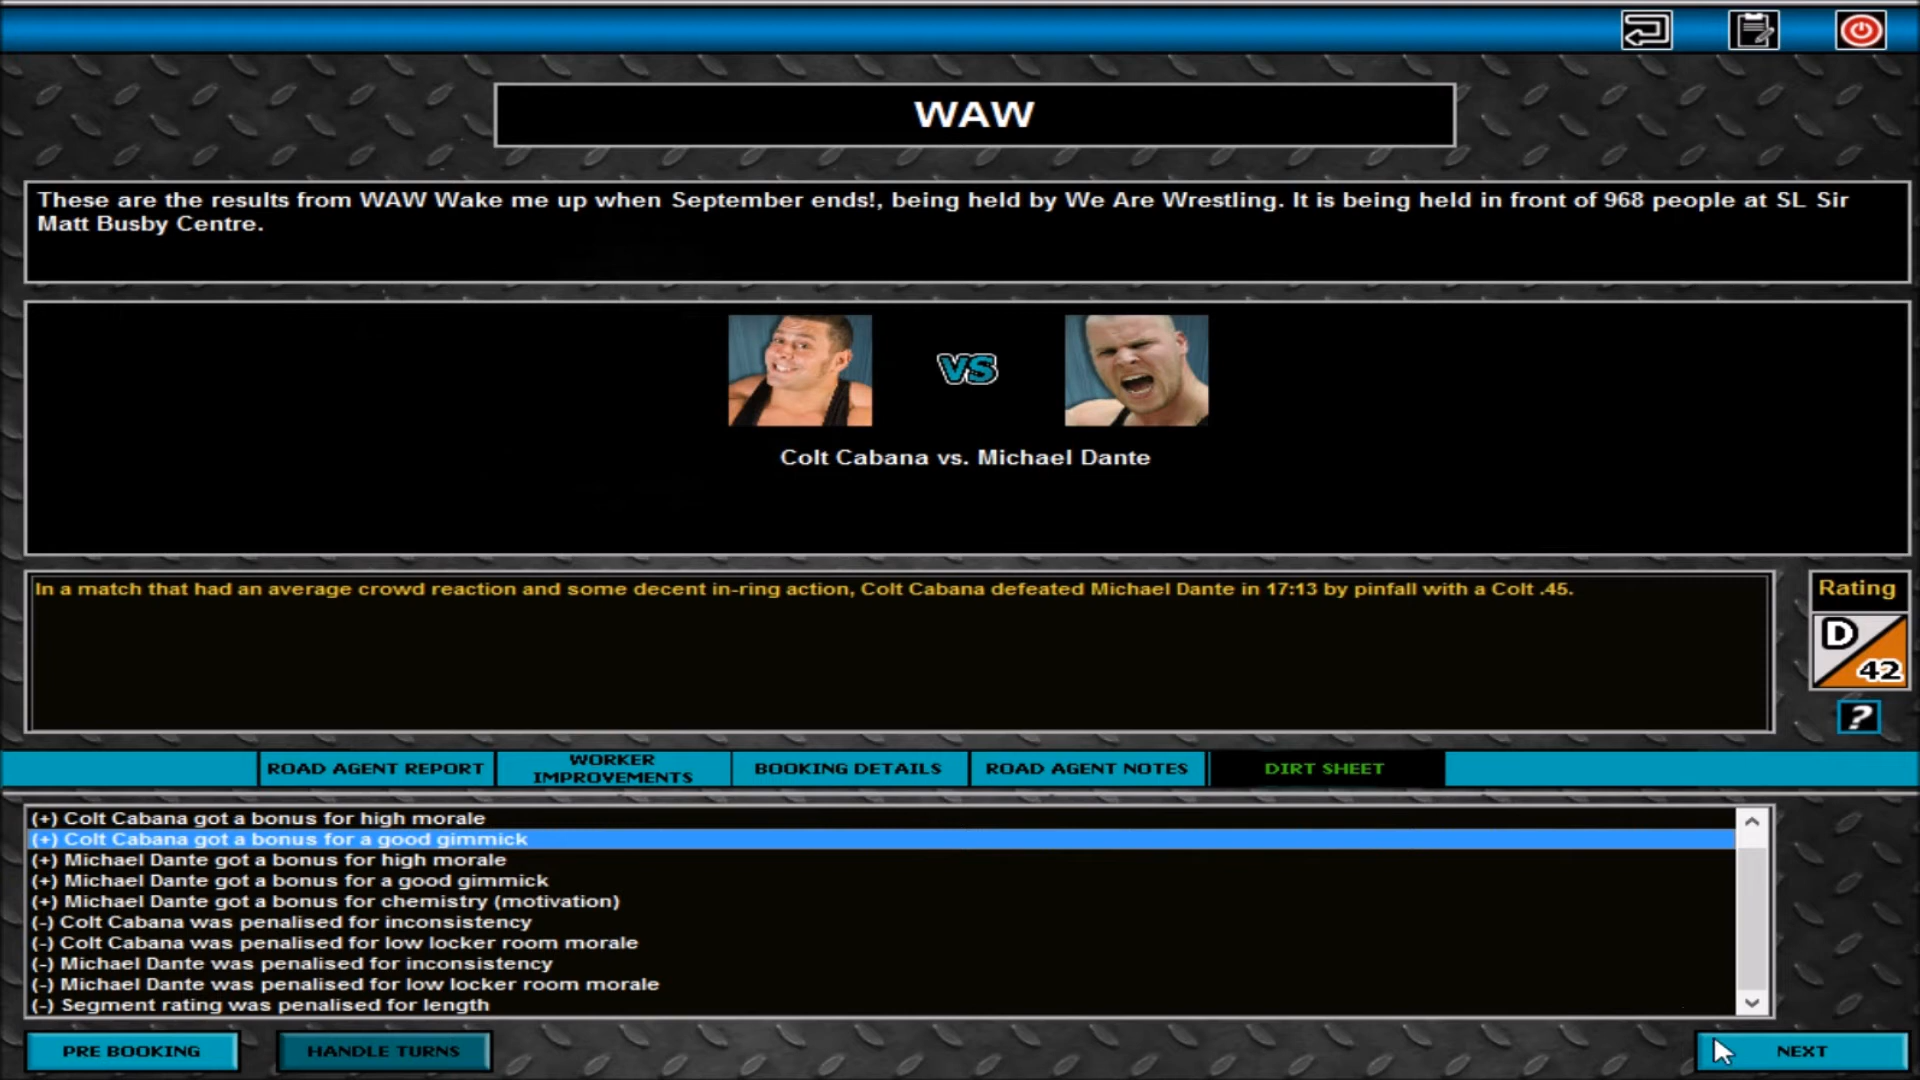 WAW
These are the results from WAW Wake me up when September ends!, being held by We Are Wrestling. It is being held in front of 968 people at SL Sir
Matt Busby Centre.
VS
Colt Cabana vs. Michael Dante
In a match that had an average crowd reaction and some decent in-ring action, Colt Cabana defeated Michael Dante in 17:13 by pinfall with a Colt .45.
Rating
D
42
?
ROAD AGENT REPORT
WORKER
IMPROVEMENTS
BOOKING DETAILS
ROAD AGENT NOTES
DIRT SHEET
(+) Colt Cabana got a bonus for high morale
(+) Colt Cabana got a bonus for a good gimmick
(+) Michael Dante got a bonus for high morale
(+) Michael Dante got a bonus for a good gimmick
(+) Michael Dante got a bonus for chemistry (motivation)
(-) Colt Cabana was penalised for inconsistency
(-) Colt Cabana was penalised for low locker room morale
(-) Michael Dante was penalised for inconsistency
(-) Michael Dante was penalised for low locker room morale
(-) Segment rating was penalised for length
PRE BOOKING
HANDLE TURNS
NEXT